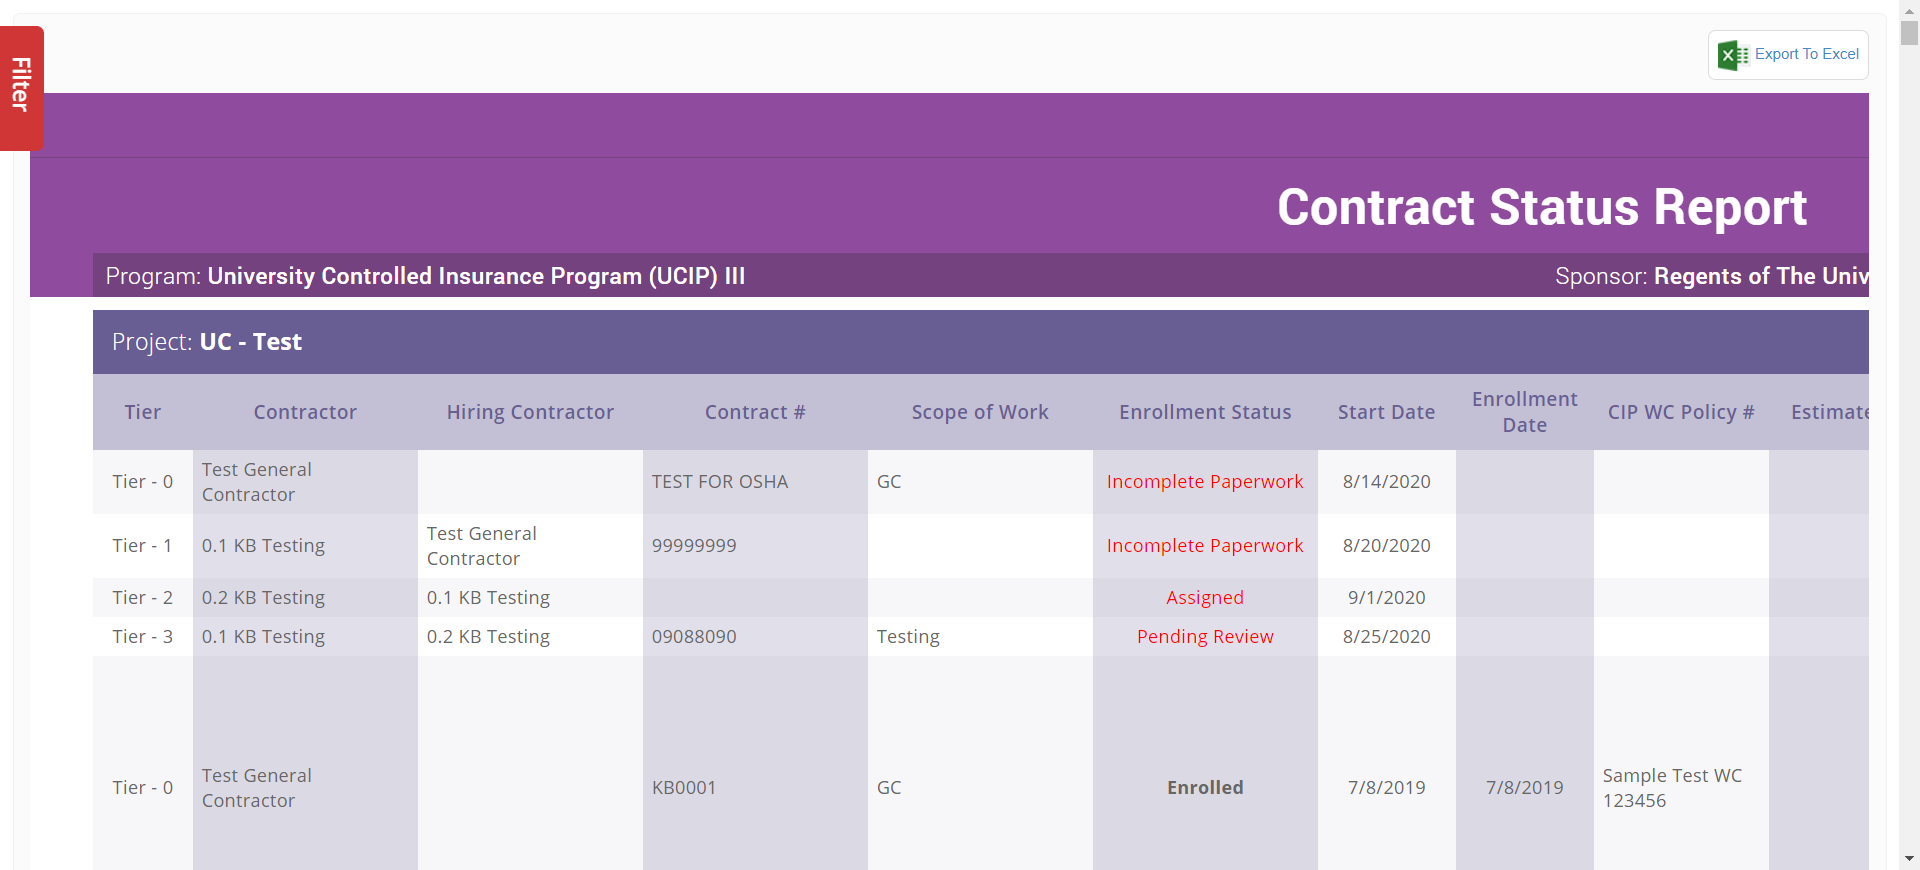 Filter
Export To Excel
Contract Status Report
Program: University Controlled Insurance Program (UCIP) III
Sponsor: Regents of The Univ
Project: UC - Test
Tier Contractor Hiring Contractor Contract # Scope of Work Enrollment Status Start Date Enrollment Date CIP WC Policy # Estimate
Tier - 0 Test General Contractor TEST FOR OSHA GC Incomplete Paperwork 8/14/2020
Tier - 1 0.1 KB Testing Test General Contractor 99999999 Incomplete Paperwork 8/20/2020
Tier - 2 0.2 KB Testing 0.1 KB Testing Assigned 9/1/2020
Tier - 3 0.1 KB Testing 0.2 KB Testing 09088090 Testing Pending Review 8/25/2020
Tier - 0 Test General Contractor KB0001 GC Enrolled 7/8/2019 7/8/2019 Sample Test WC 123456